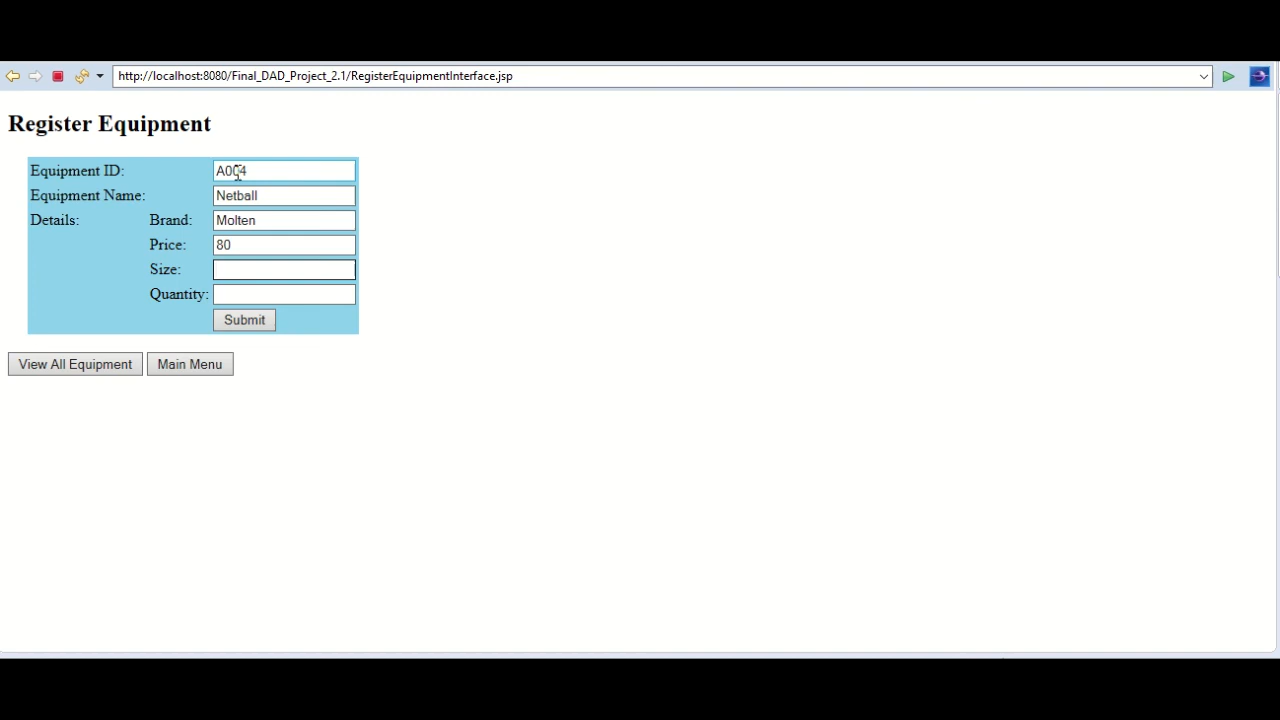 http://localhost:8080/Final_DAD_Project_2.1/RegisterEquipmentInterface.jsp
Register Equipment
Equipment ID: A004
Equipment Name: Netball
Details: Brand: Molten
Price: 80
Size:
Quantity:
Submit
View All Equipment Main Menu